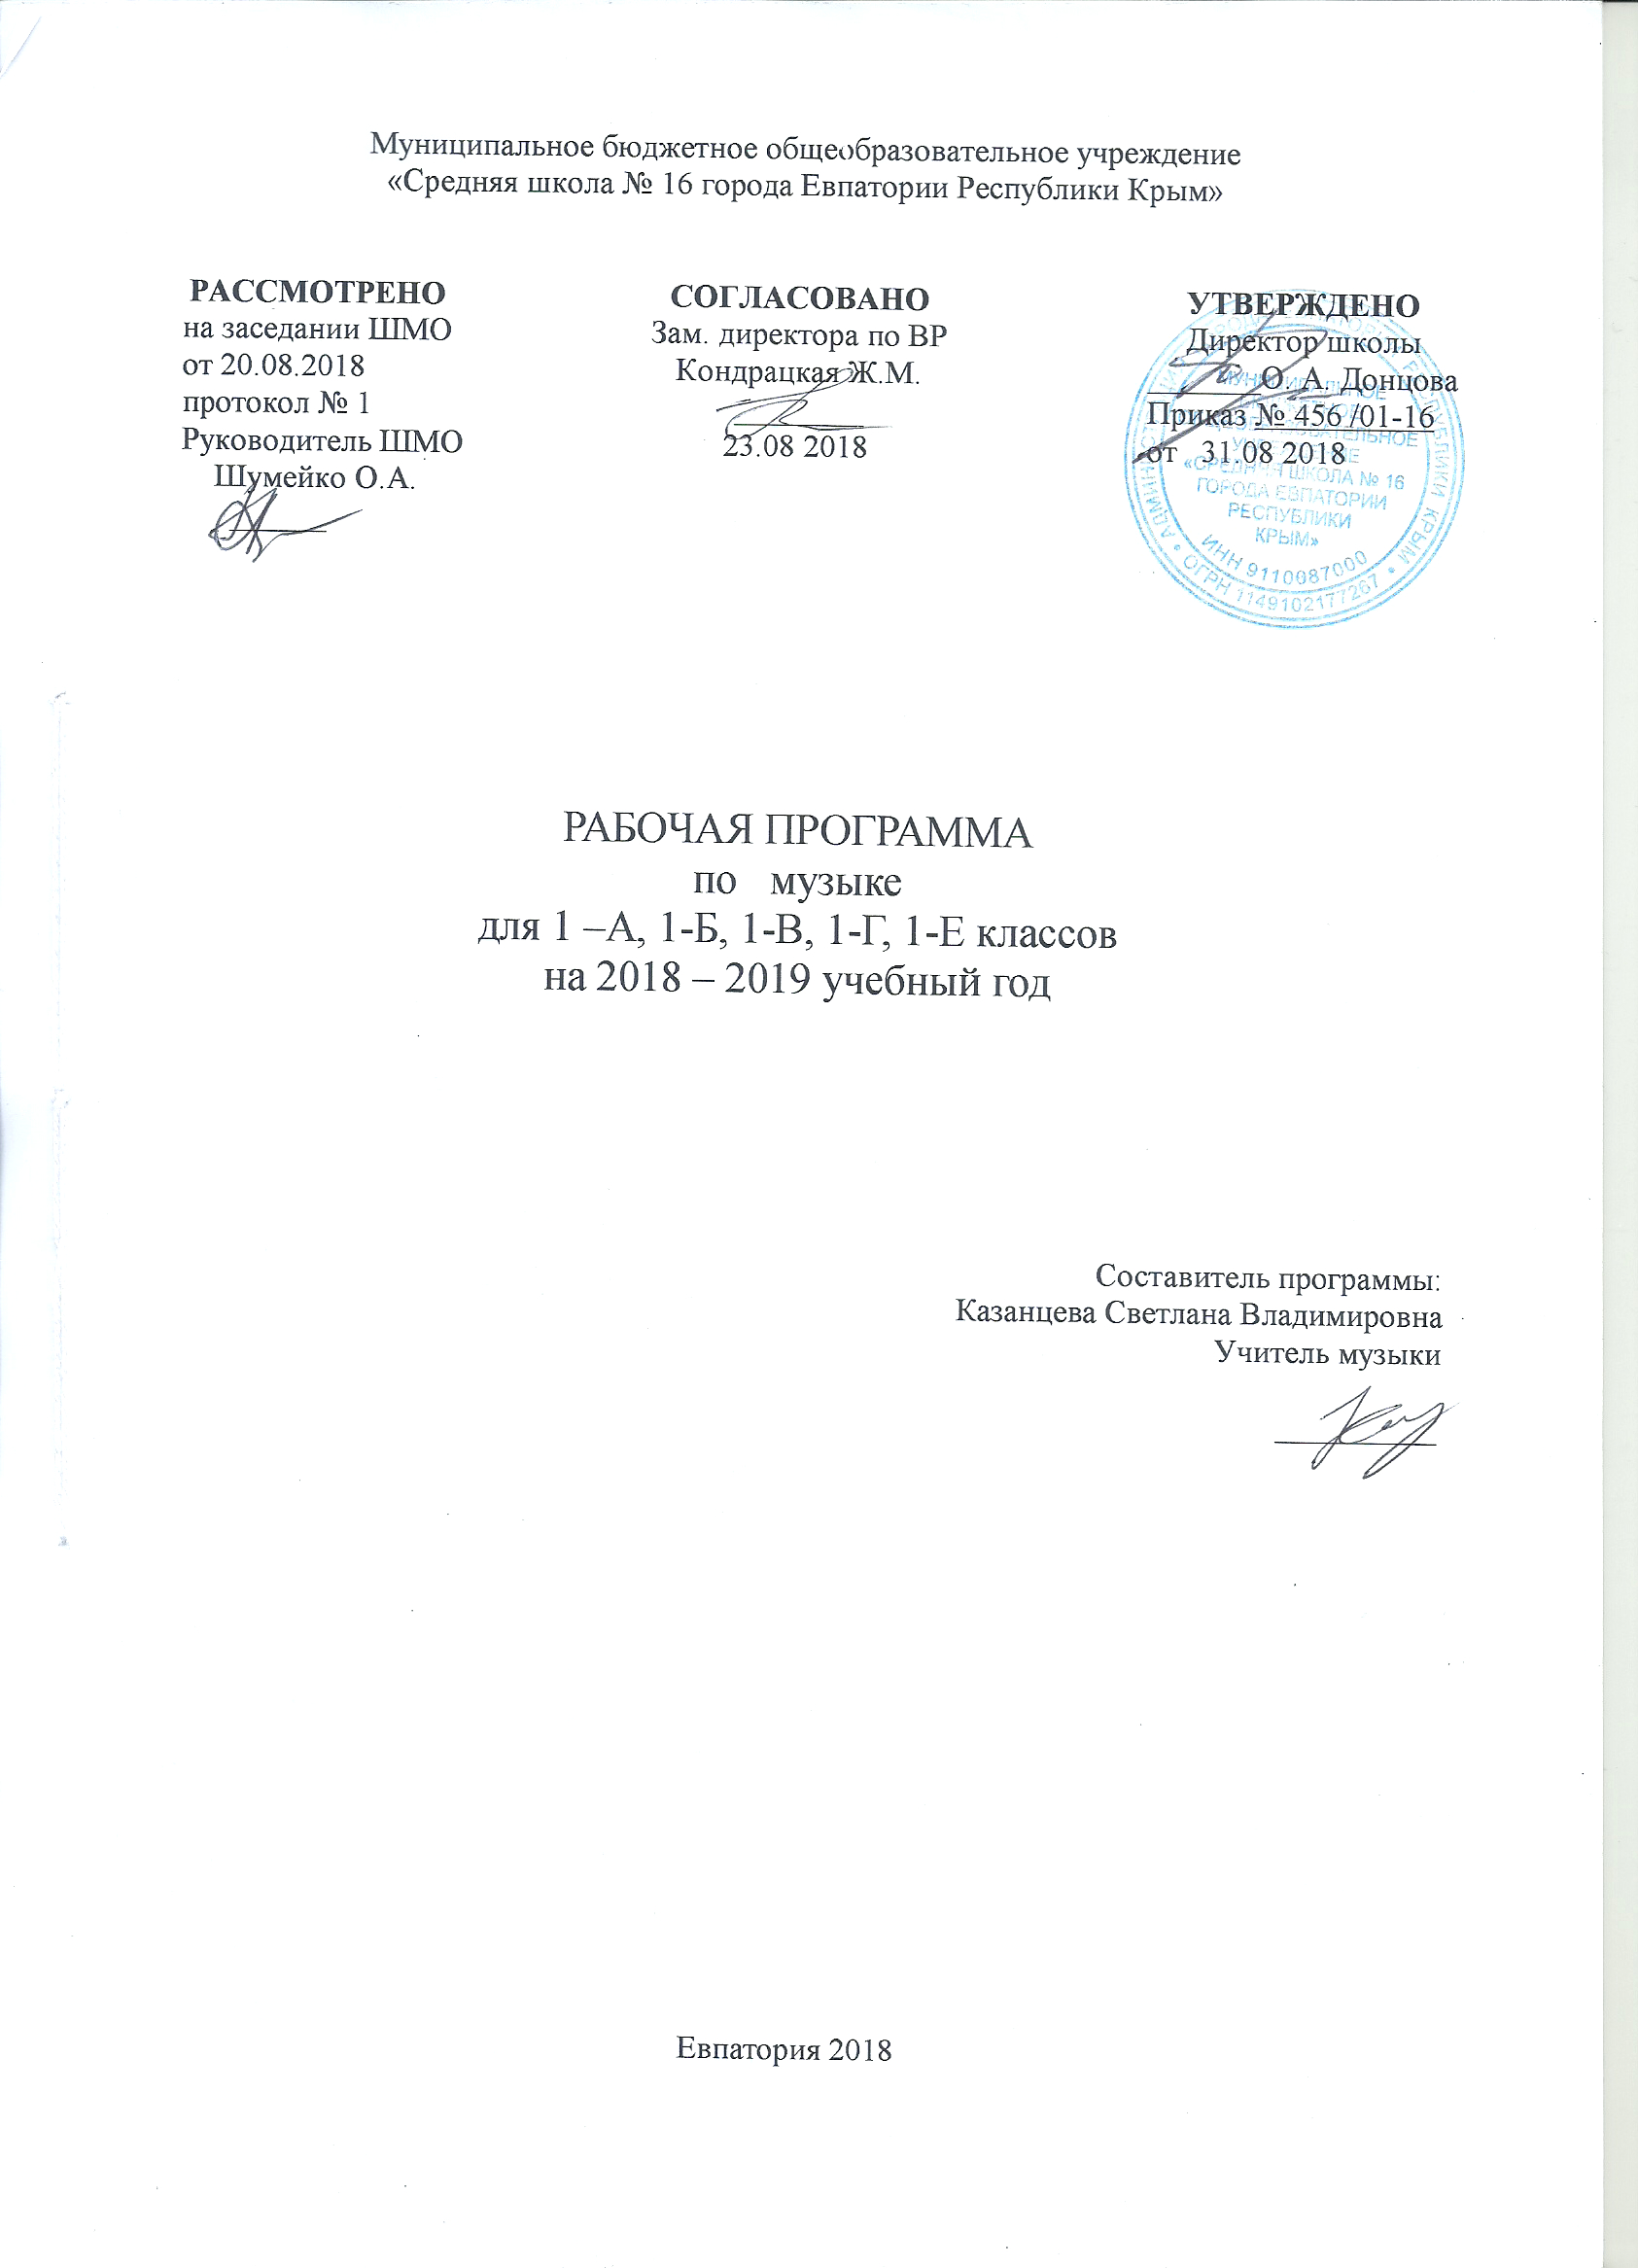 Муниципальное бюджетное общеобразовательное учреждение
«Средняя школа № 16 города Евпатории Республики Крым»
РАССМОТРЕНО
на заседании ШМО
от 20.08.2018
протокол № 1
Руководитель ШМО
Шумейко О.А.
СОГЛАСОВАНО
Зам. директора по ВР
Кондрацкая Ж.М.
23.08 2018
УТВЕРЖДЕНО
Директор школы
О. А. Донцова
Приказ № 456 /01-16
от 31.08 2018
МУНИЦИПАЛЬНОЕ
«СРЕДНЯЯ ШКОЛА № 16
ГОРОДА ЕВПАТОРИИ
РЕСПУБЛИКИ
КРЫМ»
ИНН 9110087000
ОГРН 1149102177267
РАБОЧАЯ ПРОГРАММА
по музыке
для 1 –А, 1-Б, 1-В, 1-Г, 1-Е классов
на 2018 – 2019 учебный год
Составитель программы:
Казанцева Светлана Владимировна
Учитель музыки
Евпатория 2018